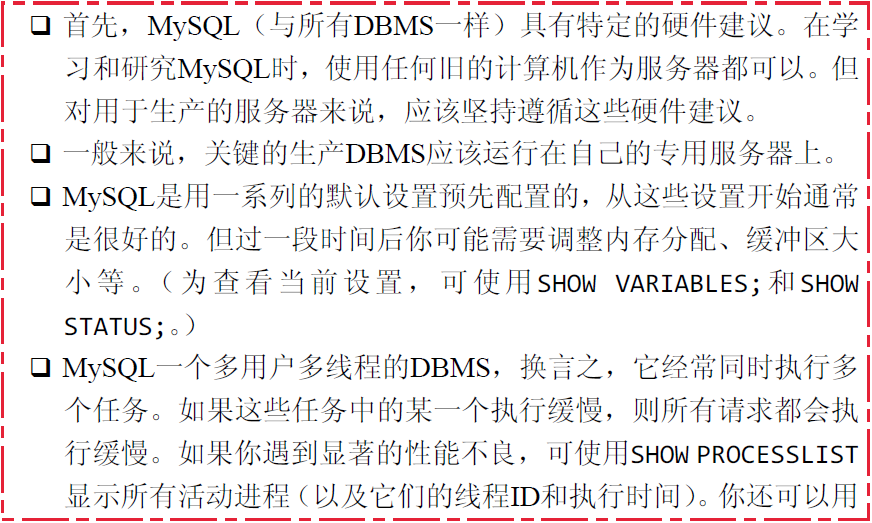 ❑ 首先，MySQL（与所有DBMS一样）具有特定的硬件建议。在学
习和研究MySQL时，使用任何旧的计算机作为服务器都可以。但
对用于生产的服务器来说，应该坚持遵循这些硬件建议。
❑ 一般来说，关键的生产DBMS应该运行在自己的专用服务器上。
❑ MySQL是用一系列的默认设置预先配置的，从这些设置开始通常
是很好的。但过一段时间后你可能需要调整内存分配、缓冲区大
小等。（为查看当前设置，可使用SHOW VARIABLES;和SHOW
STATUS;。）
❑ MySQL一个多用户多线程的DBMS，换言之，它经常同时执行多
个任务。如果这些任务中的某一个执行缓慢，则所有请求都会执
行缓慢。如果你遇到显著的性能不良，可使用SHOW PROCESSLIST
显示所有活动进程（以及它们的线程ID和执行时间）。你还可以用